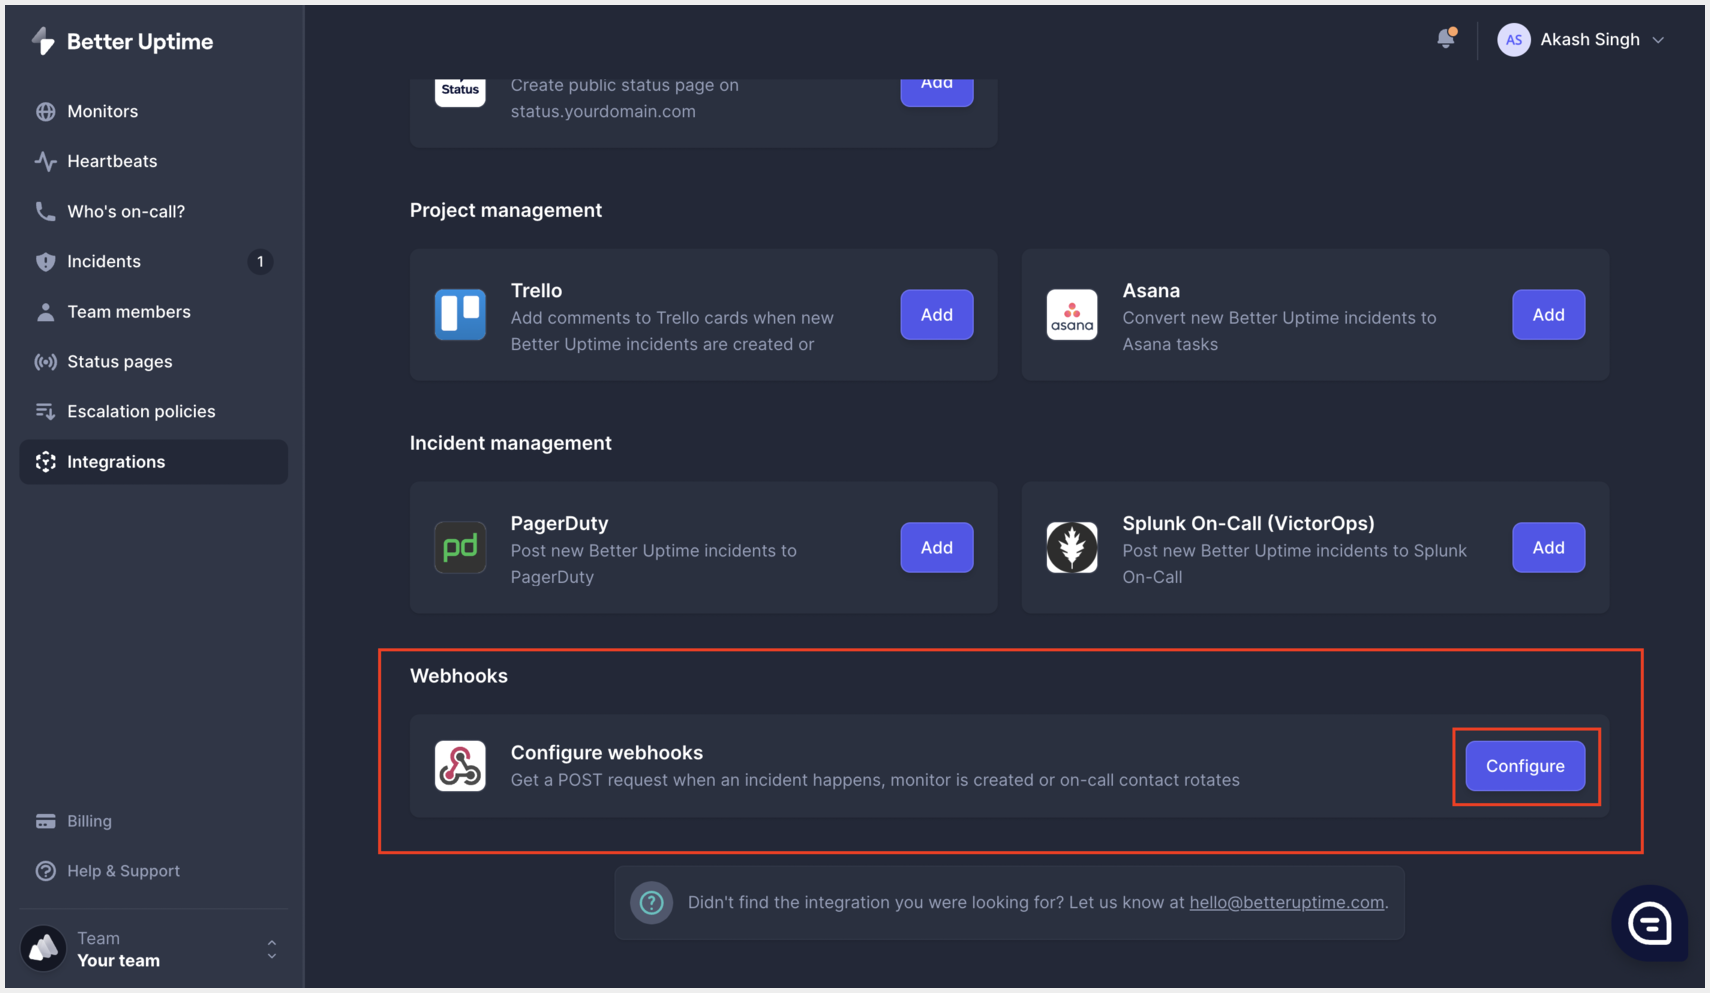 Better Uptime
Monitors
Heartbeats
Who's on-call?
Incidents
1
Team members
Status pages
Escalation policies
Integrations
Billing
Help & Support
Team
Your team
AS
Akash Singh
Status
Create public status page on
status.yourdomain.com
Add
Project management
Trello
Add comments to Trello cards when new
Better Uptime incidents are created or
Add
asana
Asana
Convert new Better Uptime incidents to
Asana tasks
Add
Incident management
pd
PagerDuty
Post new Better Uptime incidents to
PagerDuty
Add
Splunk On-Call (VictorOps)
Post new Better Uptime incidents to Splunk
On-Call
Add
Webhooks
Configure webhooks
Get a POST request when an incident happens, monitor is created or on-call contact rotates
Configure
Didn't find the integration you were looking for? Let us know at hello@betteruptime.com.